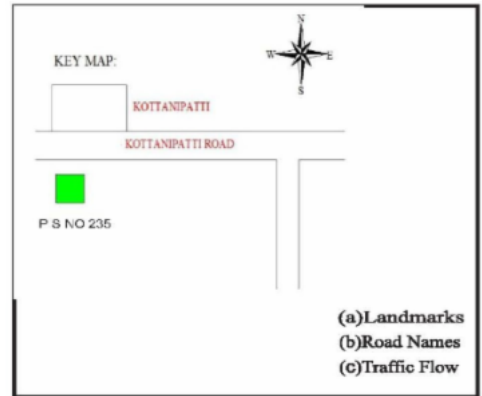 N
KEY MAP:
W E
S
KOTTANIPATTI
KOTTANIPATTI ROAD
P S NO 235
(a)Landmarks
(b)Road Names
(c)Traffic Flow